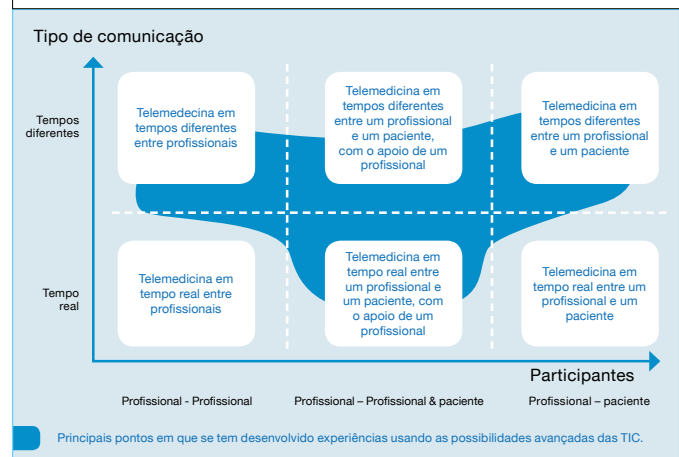 Tipo de comunicação
Tempos
diferentes
Telemedecina em
tempos diferentes
entre profissionais
Telemedicina em
tempos diferentes
entre um profissional
e um paciente,
com o apoio de um
profissional
Telemedicina em
tempos diferentes
entre um profissional
e um paciente
Tempo
real
Telemedicina em
tempo real entre
profissionais
Telemedicina em
tempo real entre
um profissional e
um paciente, com
o apoio de um
profissional
Telemedicina em
tempo real entre um
profissional e um
paciente
Participantes
Profissional - Profissional
Profissional – Profissional & paciente
Profissional – paciente
Principais pontos em que se tem desenvolvido experiências usando as possibilidades avançadas das TIC.